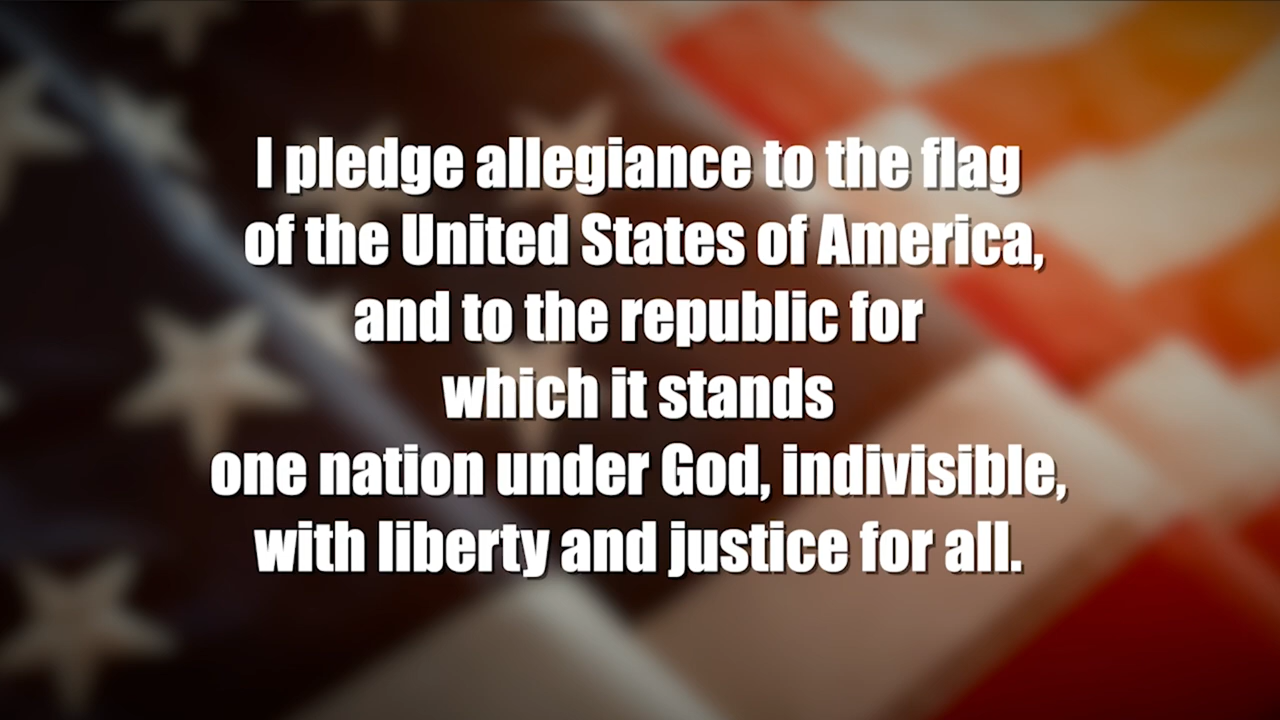 I pledge allegiance to the flag
of the United States of America,
and to the republic for
which it stands
one nation under God, indivisible,
with liberty and justice for all.